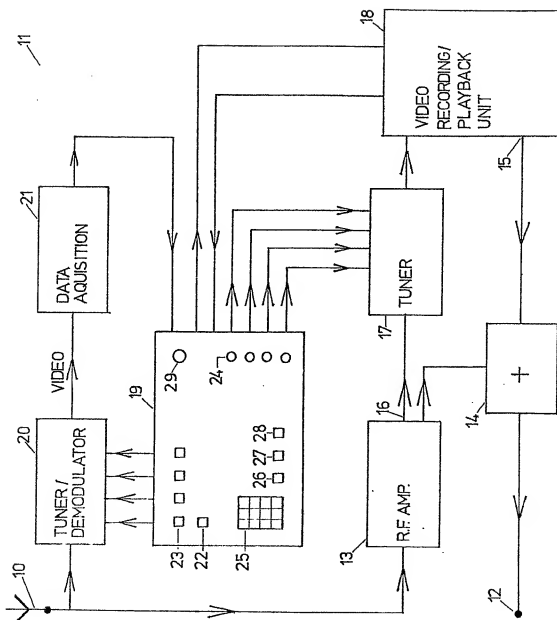 11
18
VIDEO
RECORDING/
PLAYBACK
UNIT
21
DATA
AQUISITION
15
VIDEO
20
TUNER/
DEMODULATOR
19
29
24
TUNER
17
14
+
10
23
22
25
26
27
28
16
R.F. AMP.
13
12